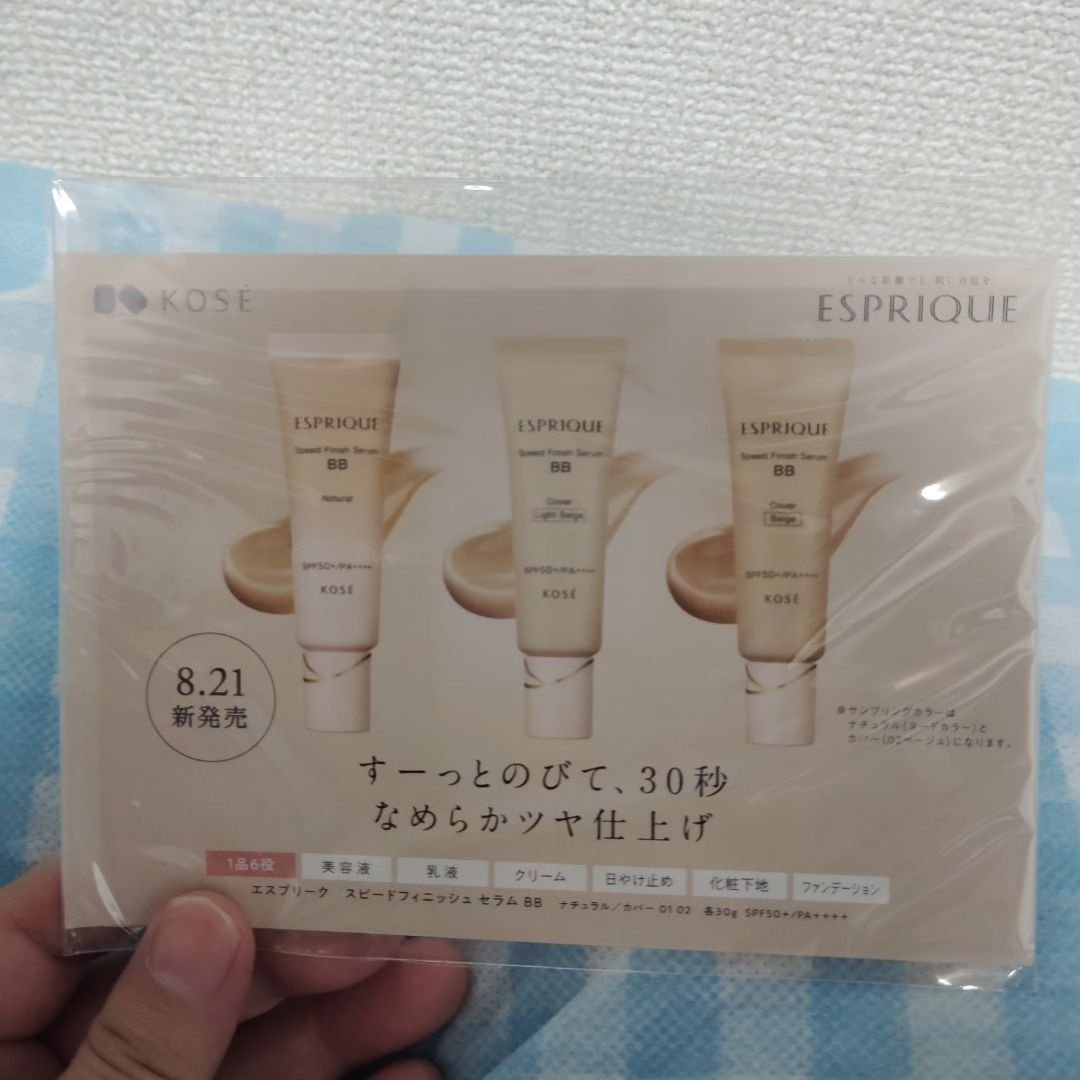 KOSÉ
どんな距離でも、肌に自信を。
ESPRIQUE
ESPRIQUE
Speed Finish Serum
BB
Natural
SPF50+/PA++++
KOSÉ
ESPRIQUE
Speed Finish Serum
BB
Cover
Light Beige
SPF50+/PA++++
KOSÉ
ESPRIQUE
Speed Finish Serum
BB
Cover
Beige
SPF50+/PA++++
KOSÉ
8.21
新発売
※サンプリングカラーは
ナチュラル(ヌードカラー)と
カバー(02ベージュ)になります。
すーっとのびて、30秒
なめらかツヤ仕上げ
1品6役 美容液 乳液 クリーム 日やけ止め 化粧下地 ファンデーション
エスプリーク スピードフィニッシュ セラム BB ナチュラル/カバー 01 02 各30g SPF50+/PA++++